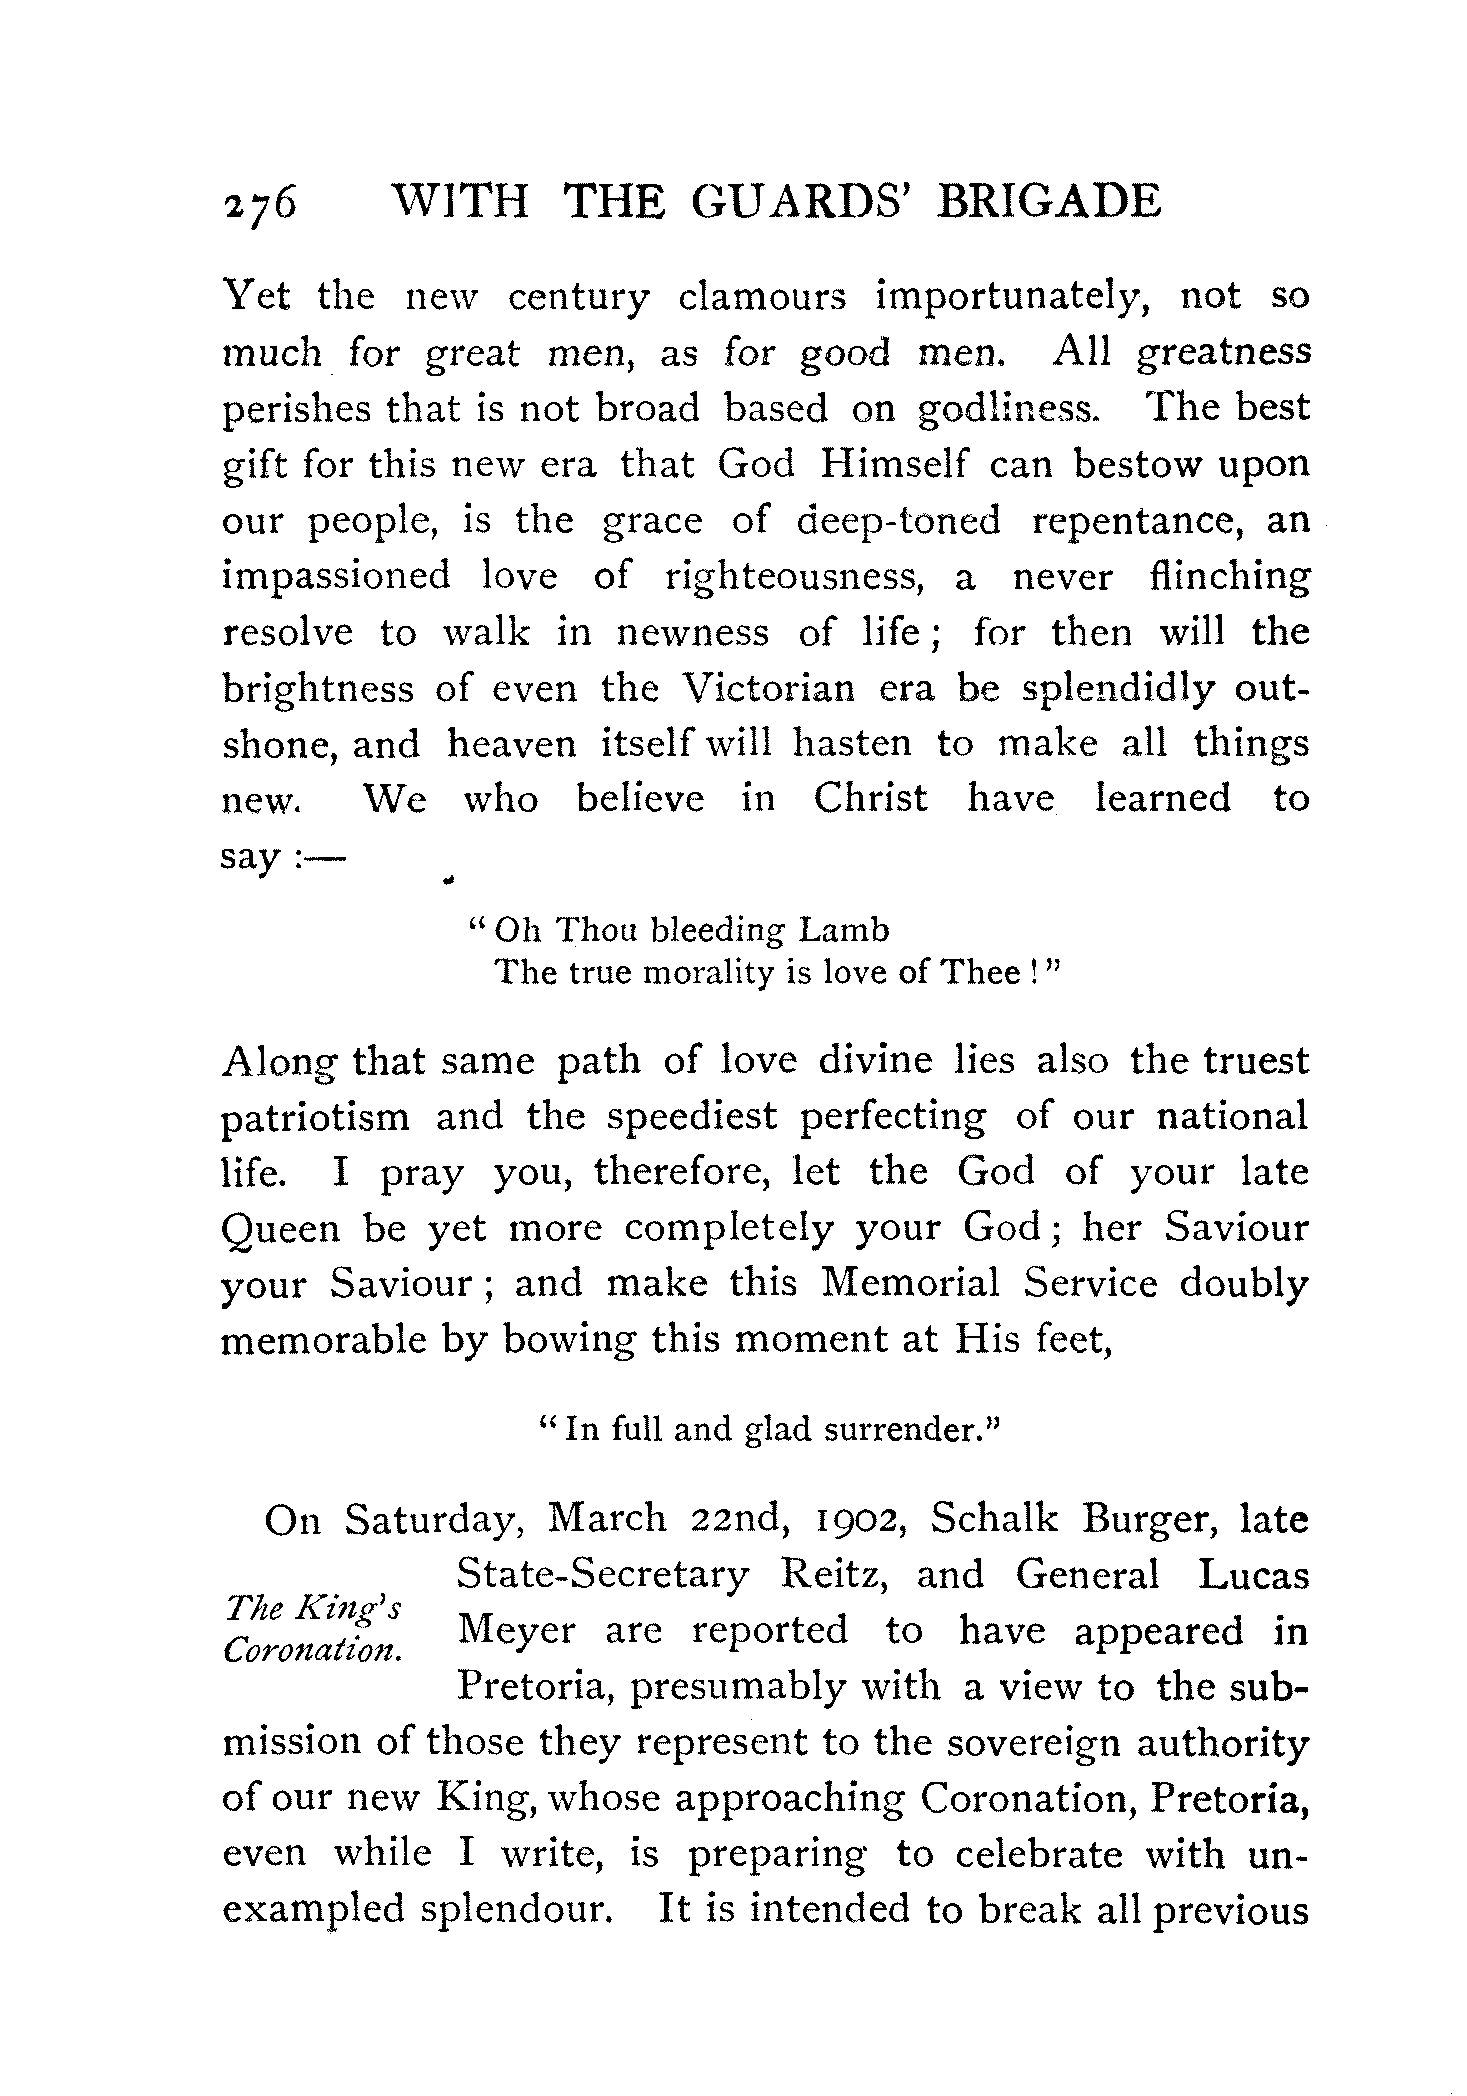 276 WITH THE GUARDS' BRIGADE
Yet the new century clamours importunately, not so
much for great men, as for good men. All greatness
perishes that is not broad based on godliness. The best
gift for this new era that God Himself can bestow upon
our people, is the grace of deep-toned repentance, an
impassioned love of righteousness, a never flinching
resolve to walk in newness of life; for then will the
brightness of even the Victorian era be splendidly out-
shone, and heaven itself will hasten to make all things
new. We who believe in Christ have learned to
say :—
"Oh Thou bleeding Lamb
The true morality is love of Thee!"
Along that same path of love divine lies also the truest
patriotism and the speediest perfecting of our national
life. I pray you, therefore, let the God of your late
Queen be yet more completely your God; her Saviour
your Saviour; and make this Memorial Service doubly
memorable by bowing this moment at His feet,
"In full and glad surrender."
On Saturday, March 22nd, 1902, Schalk Burger, late
The King's
Coronation.
State-Secretary Reitz, and General Lucas
Meyer are reported to have appeared in
Pretoria, presumably with a view to the sub-
mission of those they represent to the sovereign authority
of our new King, whose approaching Coronation, Pretoria,
even while I write, is preparing to celebrate with un-
exampled splendour. It is intended to break all previous